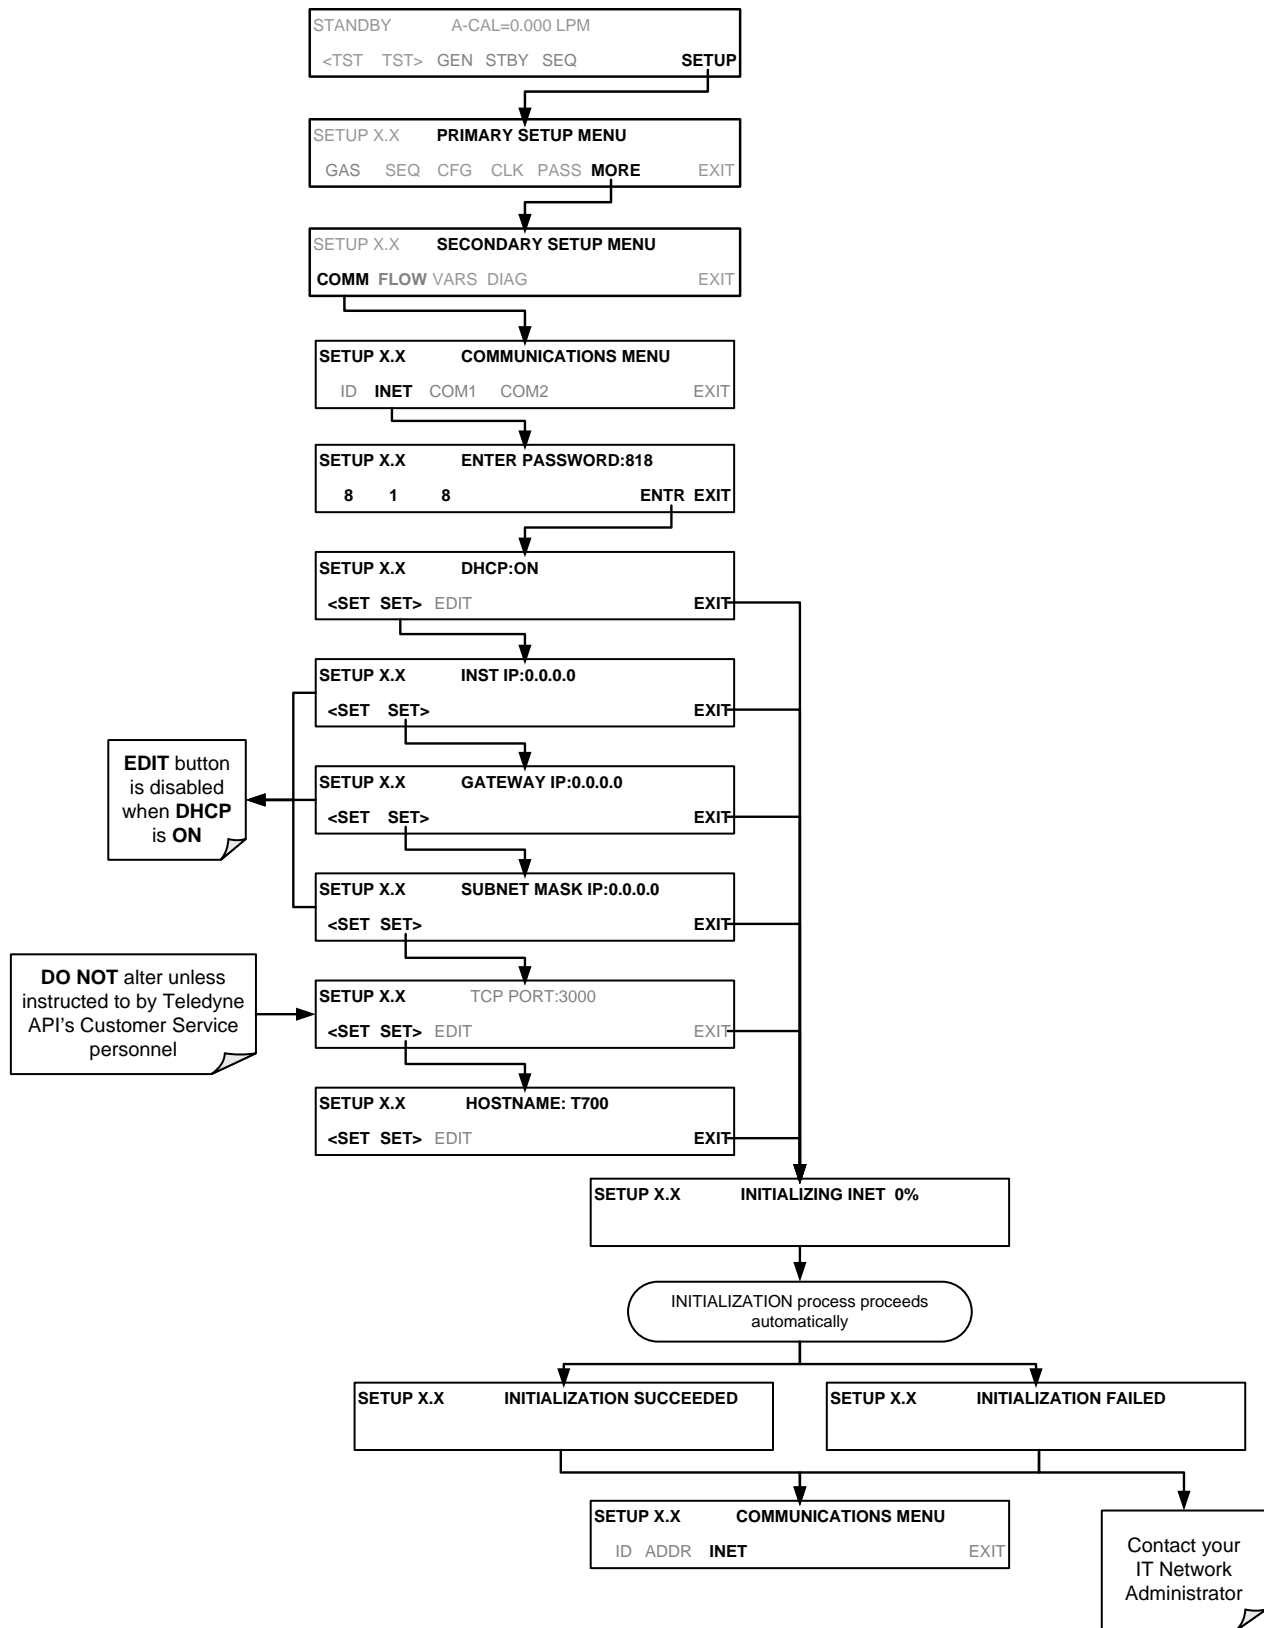 STANDBY A-CAL=0.000 LPM
<TST TST> GEN STBY SEQ SETUP
SETUP X.X PRIMARY SETUP MENU
GAS SEQ CFG CLK PASS MORE EXIT
SETUP X.X SECONDARY SETUP MENU
COMM FLOW VARS DIAG EXIT
SETUP X.X COMMUNICATIONS MENU
ID INET COM1 COM2 EXIT
SETUP X.X ENTER PASSWORD:818
8 1 8 ENTR EXIT
SETUP X.X DHCP:ON
<SET SET> EDIT EXIT
SETUP X.X INST IP:0.0.0.0
<SET SET> EXIT
EDIT button
is disabled
when DHCP
is ON
SETUP X.X GATEWAY IP:0.0.0.0
<SET SET> EXIT
SETUP X.X SUBNET MASK IP:0.0.0.0
<SET SET> EXIT
DO NOT alter unless
instructed to by Teledyne
API's Customer Service
personnel
SETUP X.X TCP PORT:3000
<SET SET> EDIT EXIT
SETUP X.X HOSTNAME: T700
<SET SET> EDIT EXIT
SETUP X.X INITIALIZING INET 0%
INITIALIZATION process proceeds
automatically
SETUP X.X INITIALIZATION SUCCEEDED
SETUP X.X INITIALIZATION FAILED
SETUP X.X COMMUNICATIONS MENU
ID ADDR INET EXIT
Contact your
IT Network
Administrator